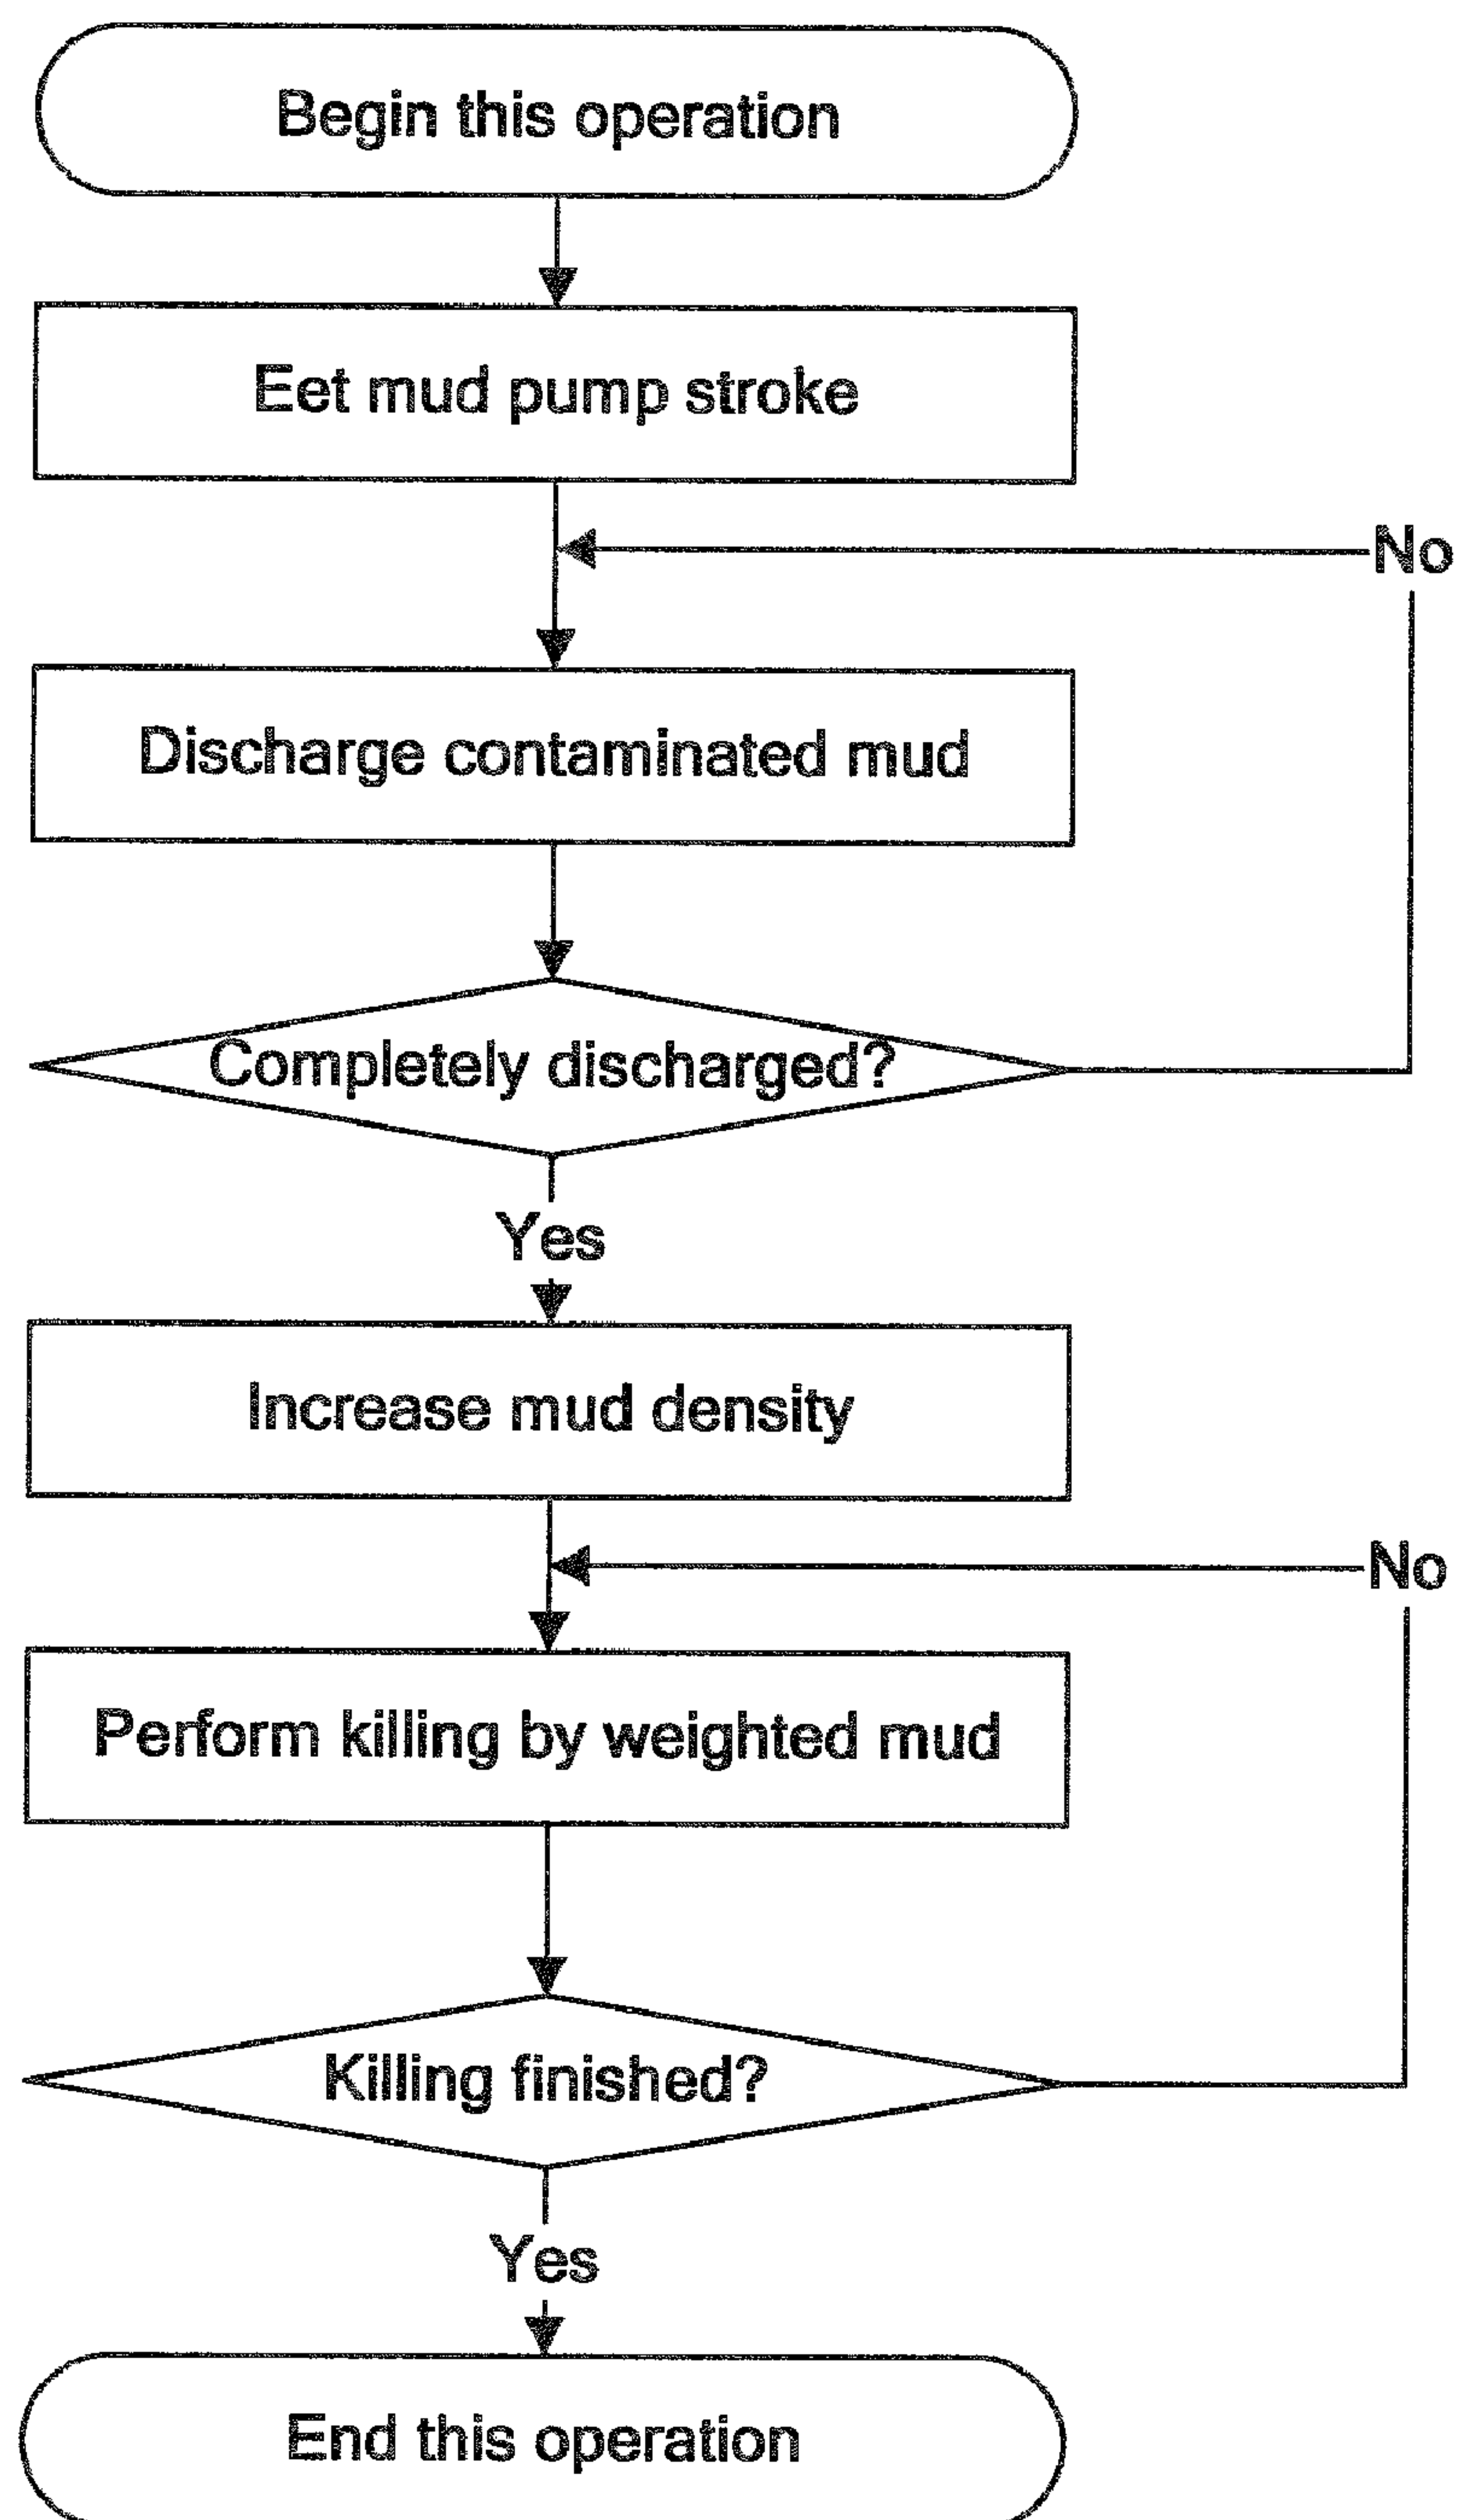 Begin this operation
Eet mud pump stroke
No
Discharge contaminated mud
Completely discharged?
Yes
Increase mud density
No
Perform killing by weighted mud
Killing finished?
Yes
End this operation